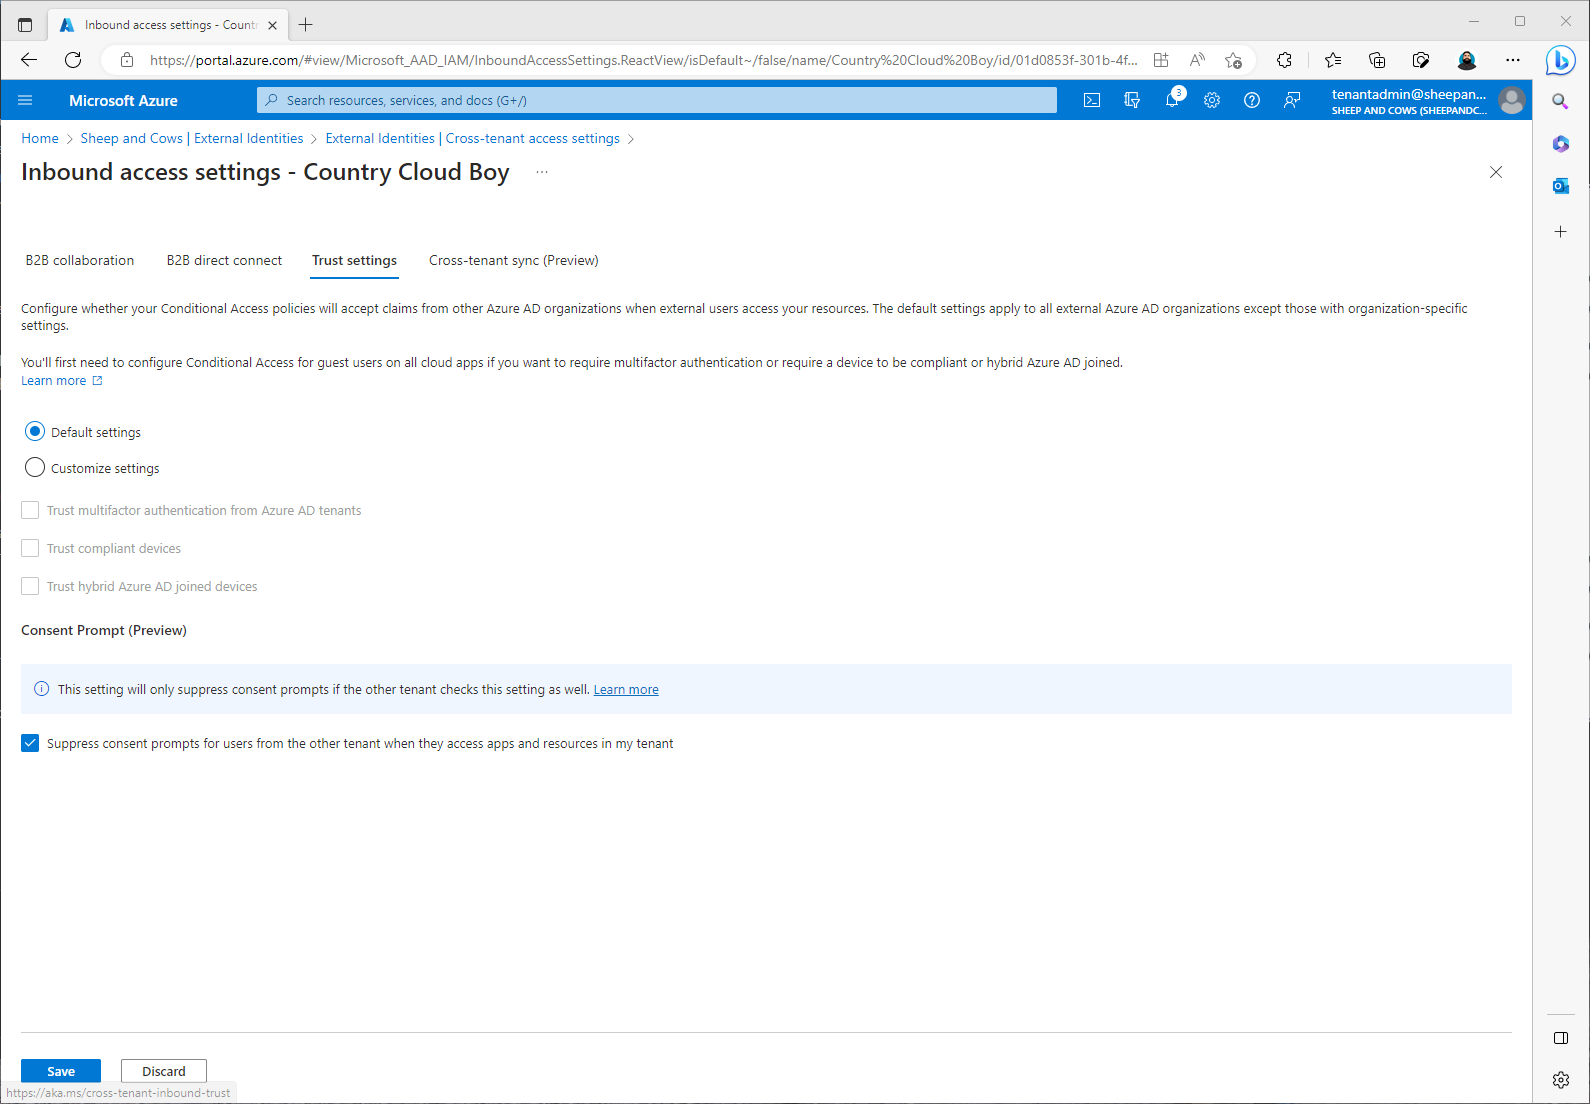 Inbound access settings - Count
https://portal.azure.com/#view/Microsoft_AAD_IAM/InboundAccessSettings.ReactView/isDefault~/false/name/Country%20Cloud%20Boy/id/01d0853f-301b-4f...
Microsoft Azure
Search resources, services, and docs (G+/)
3
tenantadmin@sheepan...
SHEEP AND COWS (SHEEPANDC...
Home > Sheep and Cows | External Identities > External Identities | Cross-tenant access settings >
Inbound access settings - Country Cloud Boy ...
B2B collaboration B2B direct connect Trust settings Cross-tenant sync (Preview)
Configure whether your Conditional Access policies will accept claims from other Azure AD organizations when external users access your resources. The default settings apply to all external Azure AD organizations except those with organization-specific
settings.
You'll first need to configure Conditional Access for guest users on all cloud apps if you want to require multifactor authentication or require a device to be compliant or hybrid Azure AD joined.
Learn more
Default settings
Customize settings
Trust multifactor authentication from Azure AD tenants
Trust compliant devices
Trust hybrid Azure AD joined devices
Consent Prompt (Preview)
This setting will only suppress consent prompts if the other tenant checks this setting as well. Learn more
Suppress consent prompts for users from the other tenant when they access apps and resources in my tenant
Save Discard
https://aka.ms/cross-tenant-inbound-trust